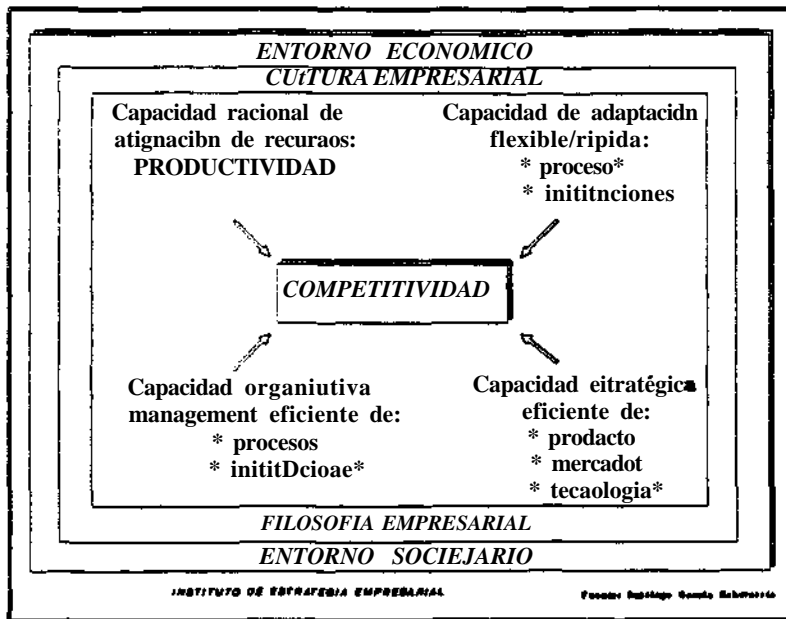 ENTORNO ECONOMICO
CUtTURA EMPRESARIAL
Capacidad racional de
atignacibn de recuraos:
PRODUCTIVIDAD
Capacidad de adaptacidn
flexible/ripida:
* proceso*
* inititnciones
COMPETITIVIDAD
Capacidad organiutiva
management eficiente de:
* procesos
* inititDcioae*
Capacidad eitratégica
eficiente de:
* prodacto
* mercadot
* tecaologia*
FILOSOFIA EMPRESARIAL
ENTORNO SOCIEJARIO
INSTITUTO DE ESTRATEGIA EMPRESARIAL